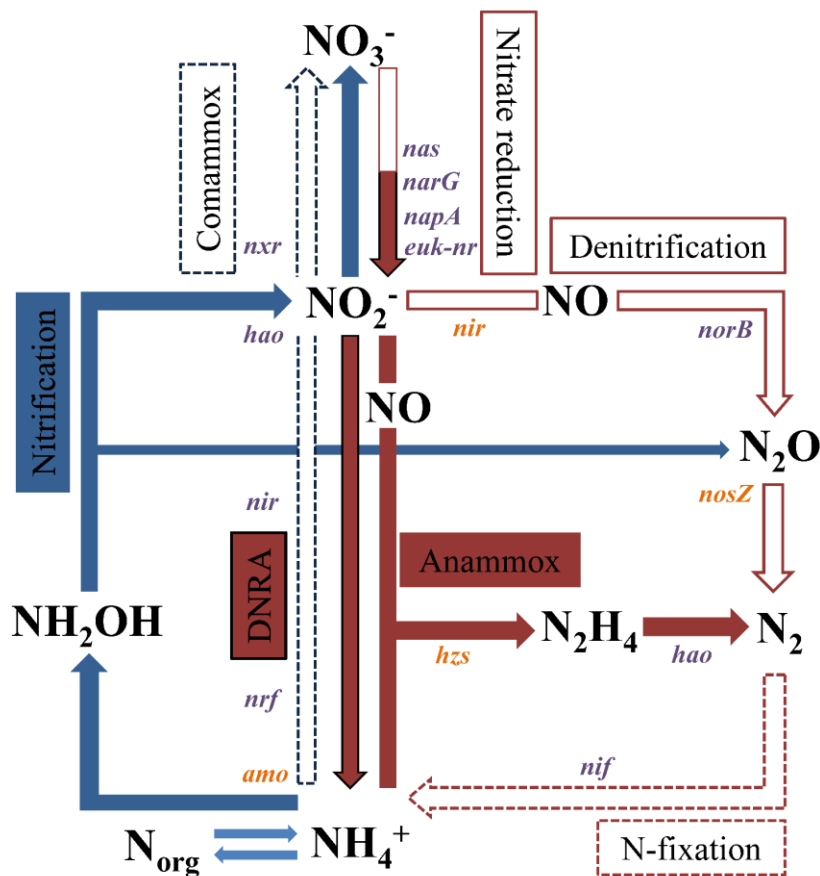 NO₃⁻
Comammox
Nitrate reduction
nas
narG
napA
euk-nr
nxr
Denitrification
NO₂⁻
NO
hao
nir
norB
Nitrification
NO
N₂O
nosZ
nir
DNRA
Anammox
NH₂OH
N₂H₄
N₂
hzs
hao
nrf
amo
nif
N_org
NH₄⁺
N-fixation